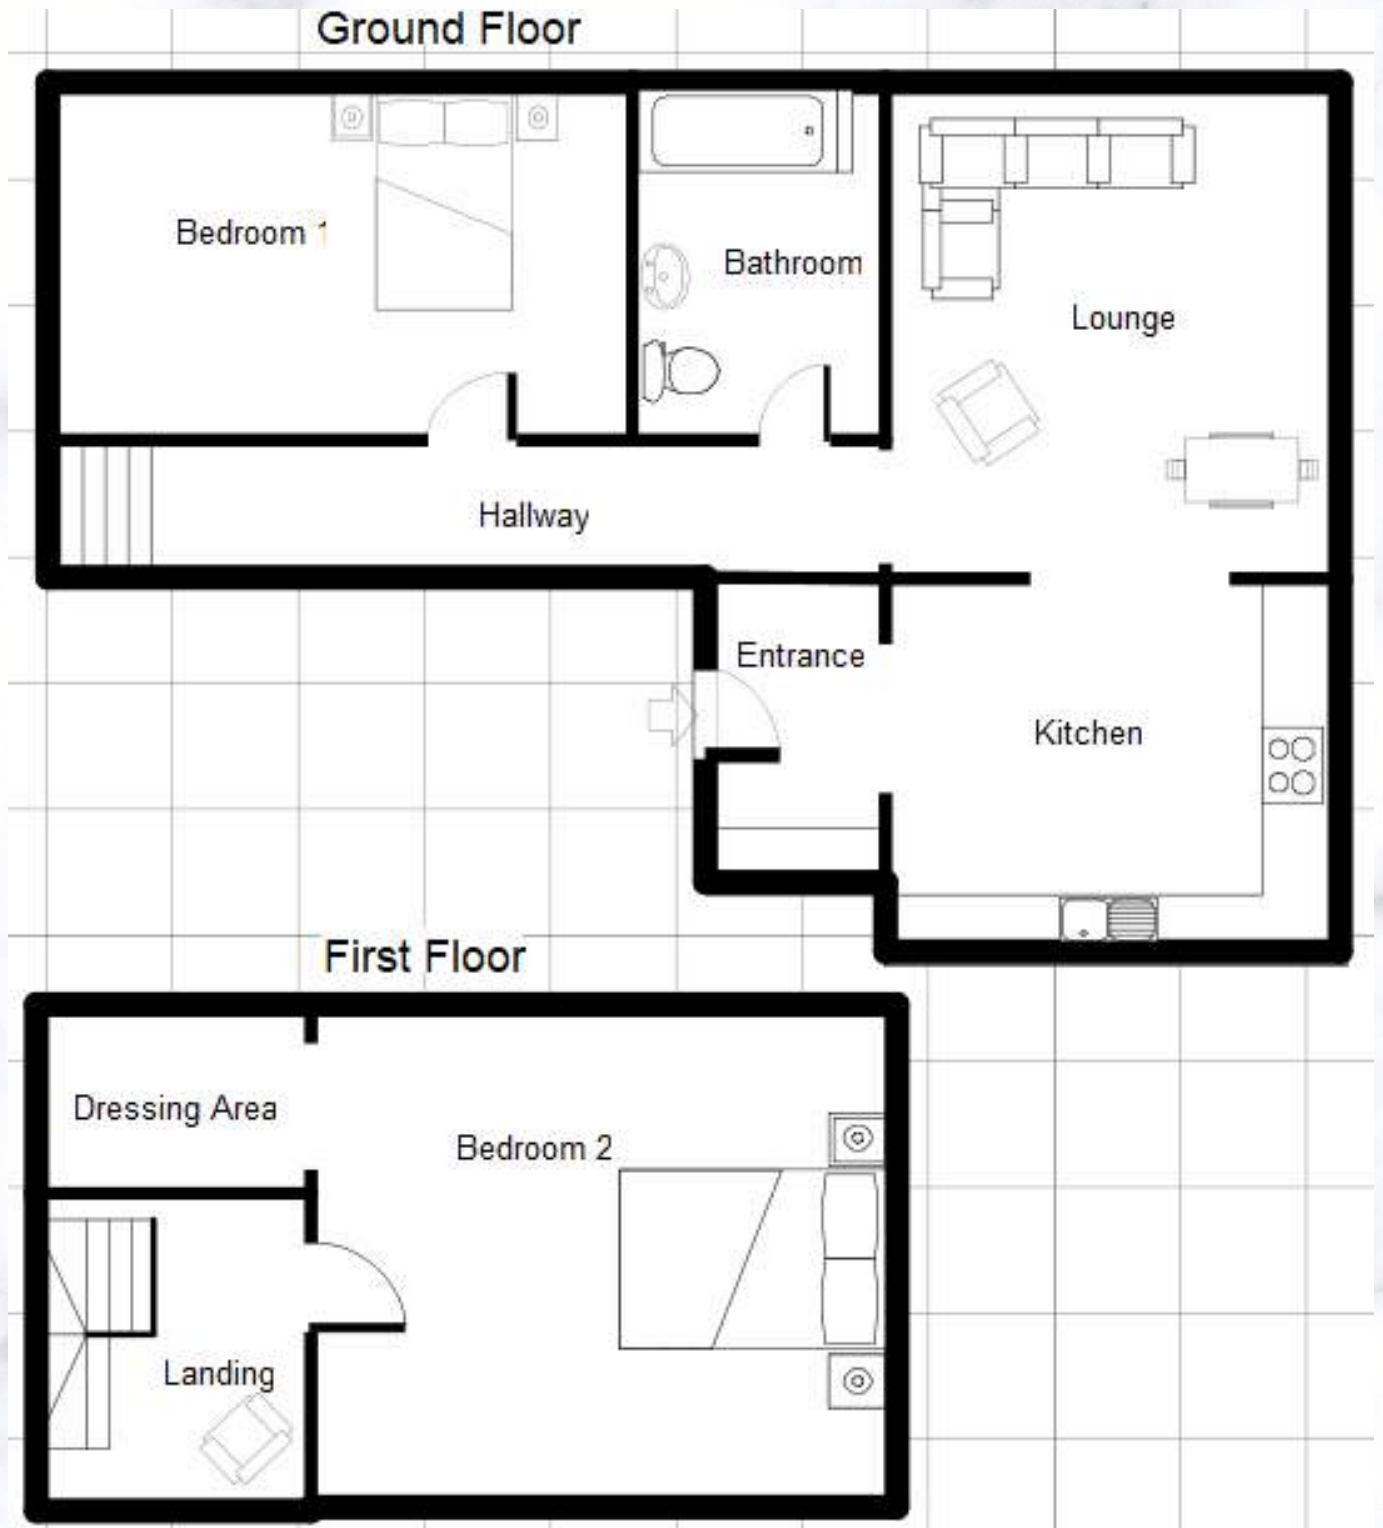 Ground Floor
Bedroom 1
Bathroom
Lounge
Hallway
Entrance
Kitchen
First Floor
Dressing Area
Bedroom 2
Landing